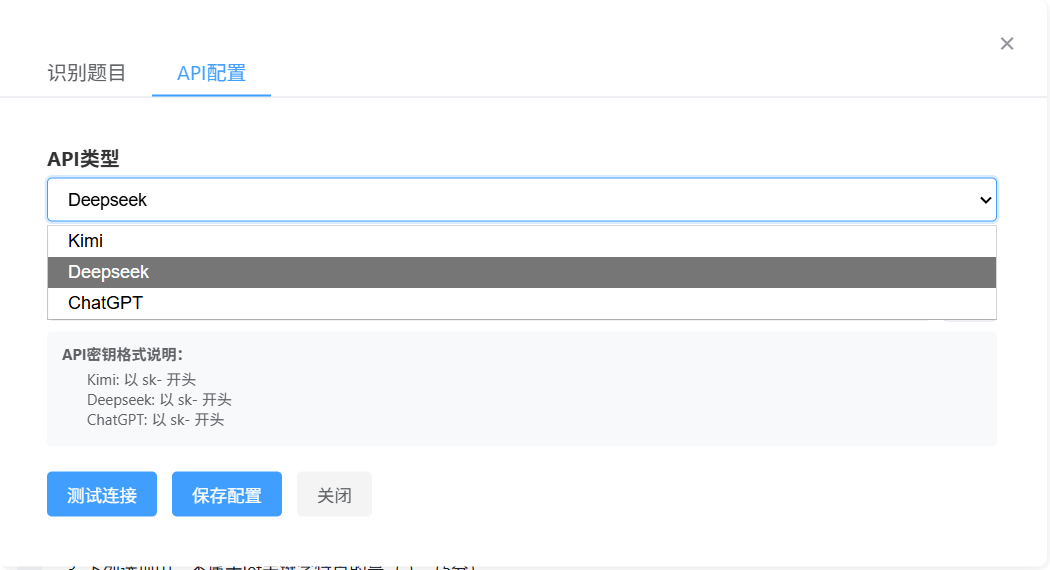 识别题目
API配置
×
API类型
Deepseek
Kimi
Deepseek
ChatGPT
API密钥格式说明：
Kimi: 以 sk- 开头
Deepseek: 以 sk- 开头
ChatGPT: 以 sk- 开头
测试连接
保存配置
关闭